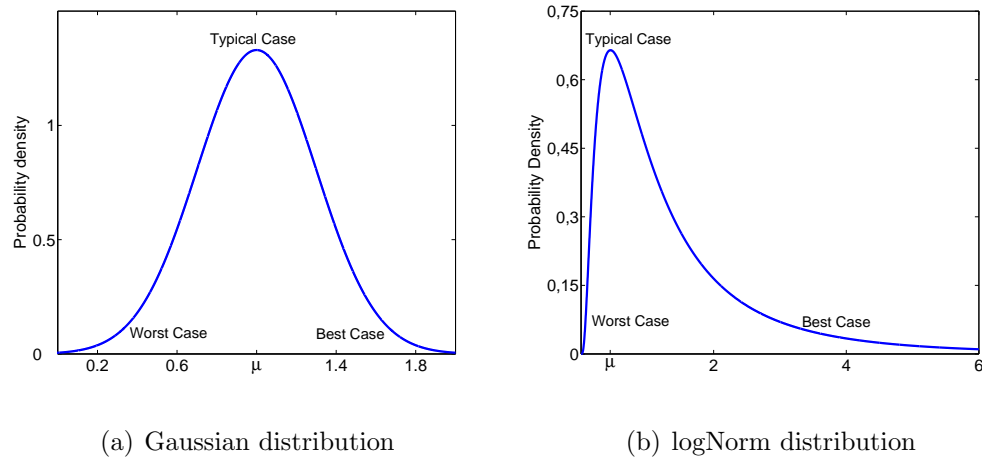 Typical Case
Probability density
1
0.5
0
Worst Case
Best Case
0.2
0.6
μ
1.4
1.8
(a) Gaussian distribution
0,75
Typical Case
0.6
0,45
0,3
0.15
0
Probability Density
Worst Case
Best Case
μ
2
4
6
(b) logNorm distribution